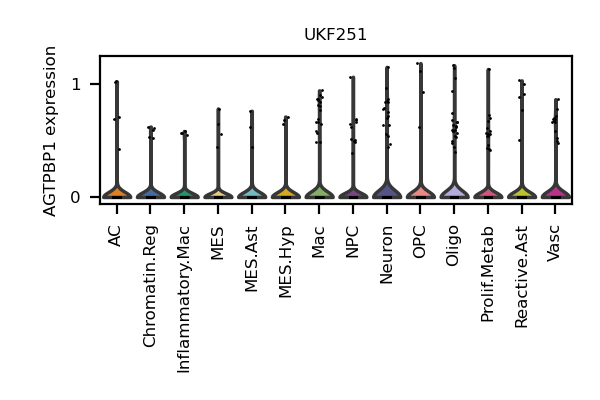 UKF251
AGTPBP1 expression
1
0
AC
Chromatin.Reg
Inflammatory.Mac
MES
MES.Ast
MES.Hyp
Mac
NPC
Neuron
OPC
Oligo
Prolif.Metab
Reactive.Ast
Vasc